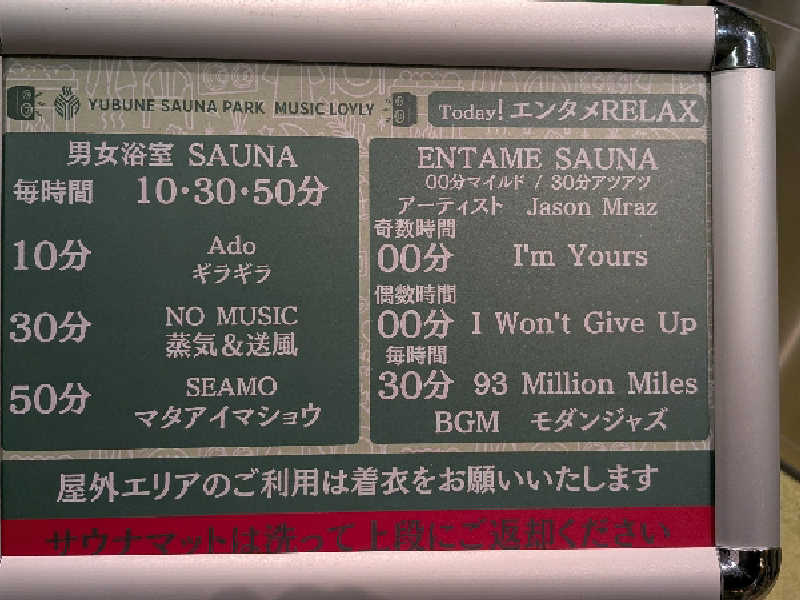 YUBUNE SAUNA PARK MUSIC LOYLY
Today! エンタメRELAX
男女浴室 SAUNA
毎時間 10・30・50分
10分 Ado
ギラギラ
30分 NO MUSIC
蒸気&送風
50分 SEAMO
マタアイマショウ
ENTAME SAUNA
00分マイルド / 30分アツアツ
アーティスト Jason Mraz
奇数時間
00分 I'm Yours
偶数時間
00分 I Won't Give Up
毎時間
30分 93 Million Miles
BGM モダンジャズ
屋外エリアのご利用は着衣をお願いいたします
サウナマットは洗って上段にご返却ください